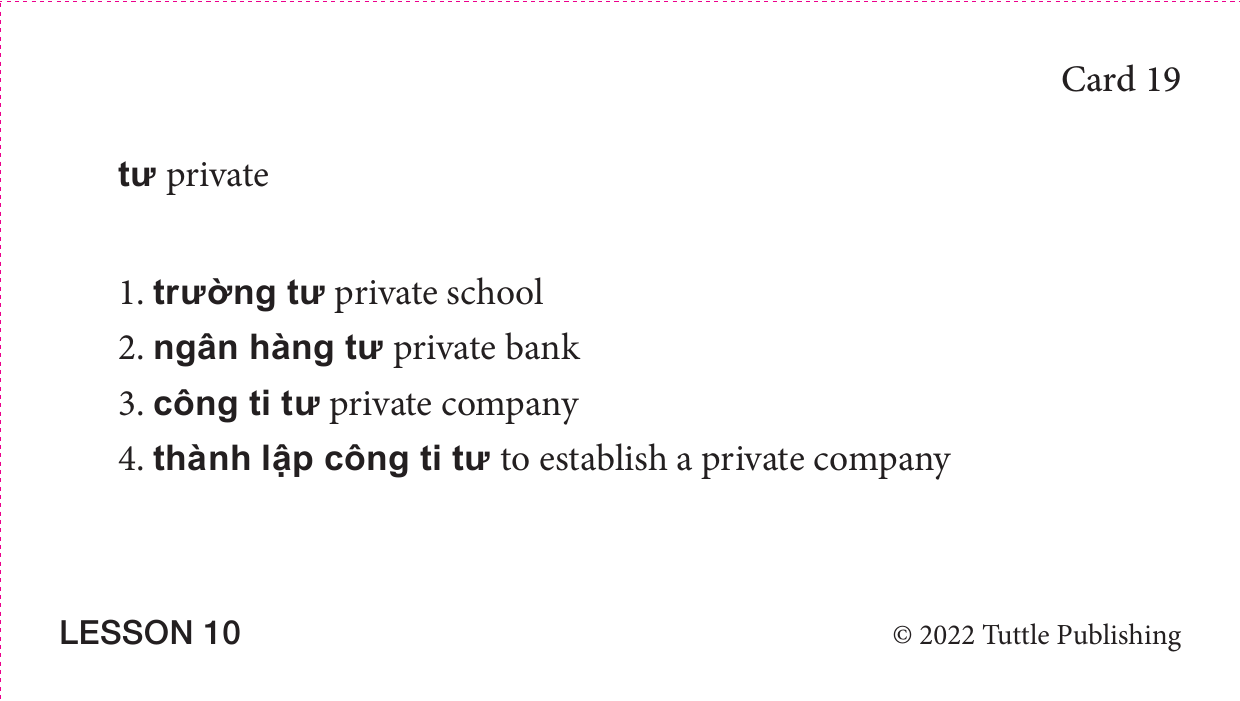 Card 19
tư private
1. trường tư private school
2. ngân hàng tư private bank
3. công ti tư private company
4. thành lập công ti tư to establish a private company
LESSON 10
© 2022 Tuttle Publishing